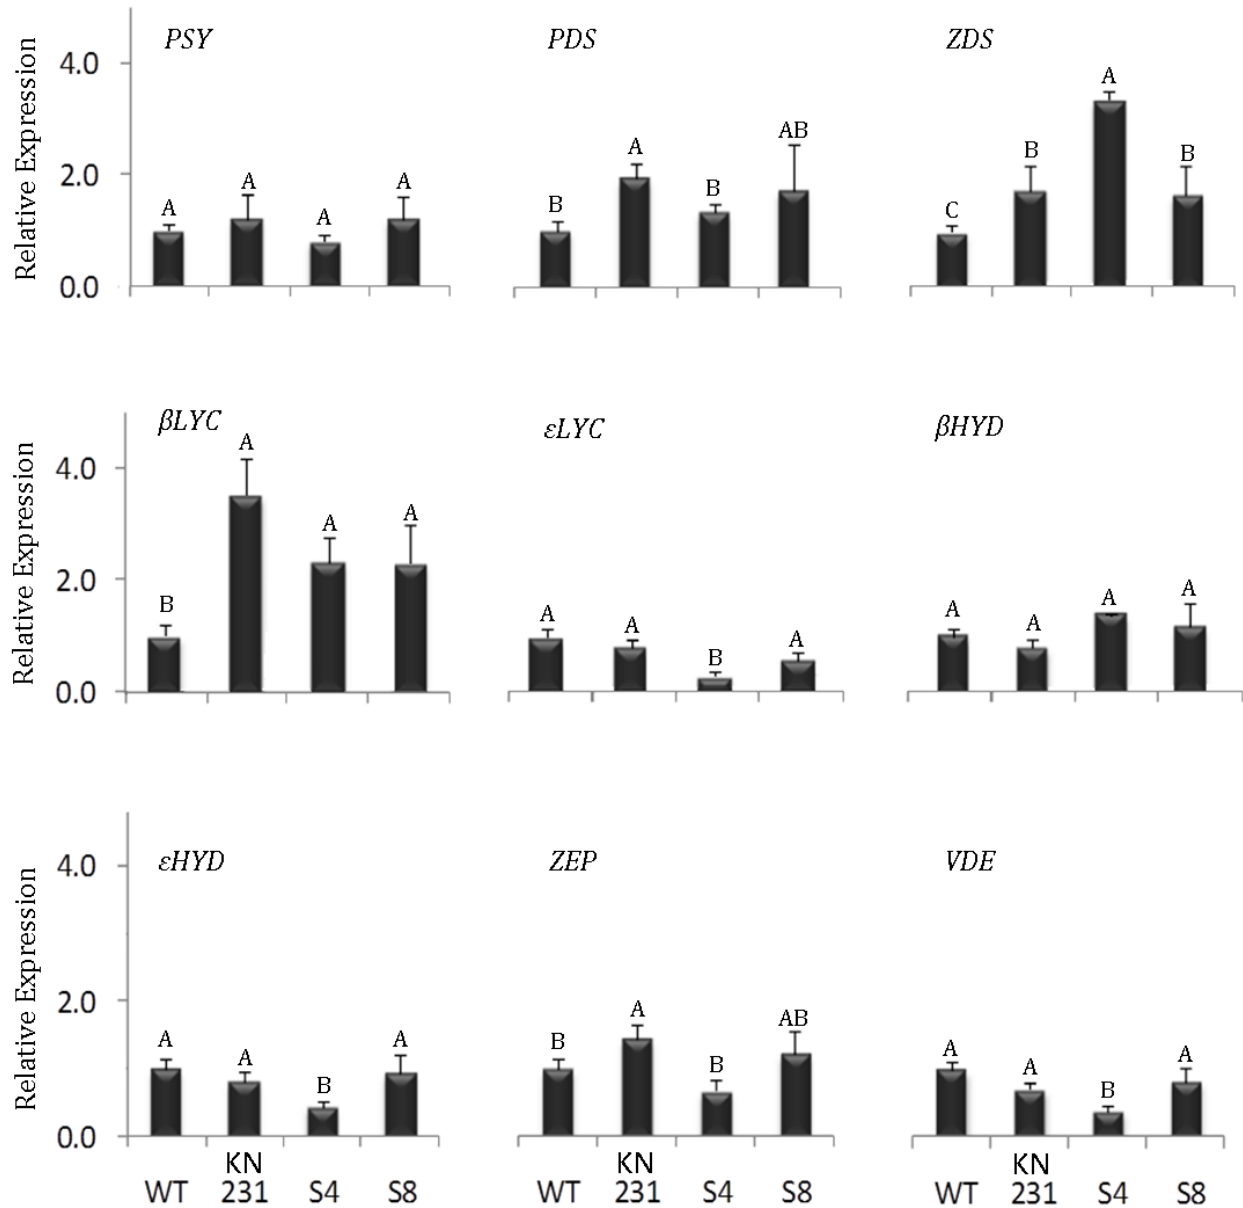 PSY PDS ZDS
Relative Expression
4.0
2.0
0.0
A A A A
B A B AB
C B A B
βLYC εLYC βHYD
Relative Expression
4.0
2.0
0.0
B A A A
A A B A
A A A A
εHYD ZEP VDE
Relative Expression
4.0
2.0
0.0
A A B A
B A B AB
A A B A
WT KN 231 S4 S8
WT KN 231 S4 S8
WT KN 231 S4 S8